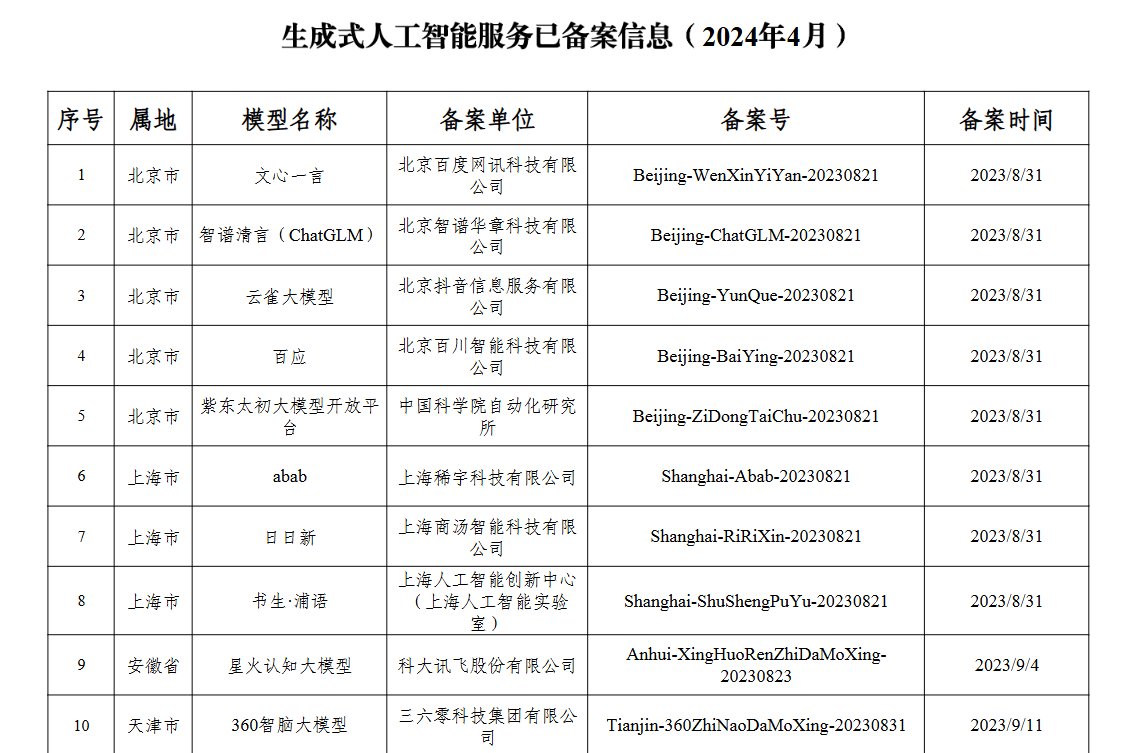 生成式人工智能服务已备案信息（2024年4月）
序号 属地 模型名称 备案单位 备案号 备案时间
1 北京市 文心一言 北京百度网讯科技有限公司 Beijing-WenXinYiYan-20230821 2023/8/31
2 北京市 智谱清言（ChatGLM） 北京智谱华章科技有限公司 Beijing-ChatGLM-20230821 2023/8/31
3 北京市 云雀大模型 北京抖音信息服务有限公司 Beijing-YunQue-20230821 2023/8/31
4 北京市 百应 北京百川智能科技有限公司 Beijing-BaiYing-20230821 2023/8/31
5 北京市 紫东太初大模型开放平台 中国科学院自动化研究所 Beijing-ZiDongTaiChu-20230821 2023/8/31
6 上海市 abab 上海稀宇科技有限公司 Shanghai-Abab-20230821 2023/8/31
7 上海市 日日新 上海商汤智能科技有限公司 Shanghai-RiRiXin-20230821 2023/8/31
8 上海市 书生·浦语 上海人工智能创新中心（上海人工智能实验室） Shanghai-ShuShengPuYu-20230821 2023/8/31
9 安徽省 星火认知大模型 科大讯飞股份有限公司 Anhui-XingHuoRenZhiDaMoXing-20230823 2023/9/4
10 天津市 360智脑大模型 三六零科技集团有限公司 Tianjin-360ZhiNaoDaMoXing-20230831 2023/9/11